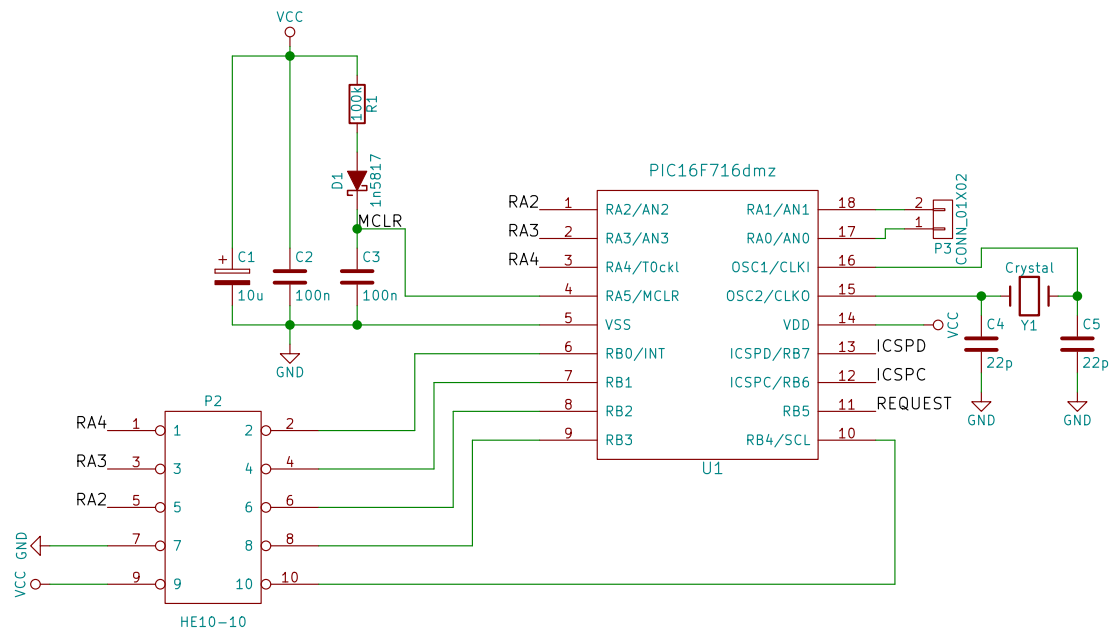 VCC
100k
R1
D1
1n5817
MCLR
+
C1
10u
C2
100n
C3
100n
GND
PIC16F716dmz
RA2
1
RA2/AN2
RA1/AN1
18
RA3
2
RA3/AN3
RA0/AN0
17
RA4
3
RA4/T0ckl
OSC1/CLKI
16
4
RA5/MCLR
OSC2/CLKO
15
5
VSS
VDD
14
VCC
6
RB0/INT
ICSPD/RB7
13
ICSPD
7
RB1
ICSPC/RB6
12
ICSPC
8
RB2
RB5
11
REQUEST
9
RB3
RB4/SCL
10
U1
2
1
P3
CONN_01X02
Crystal
Y1
C4
22p
GND
C5
22p
GND
P2
RA4
1
1
2
2
RA3
3
3
4
4
RA2
5
5
6
6
GND
7
7
8
8
VCC
9
9
10
10
HE10-10